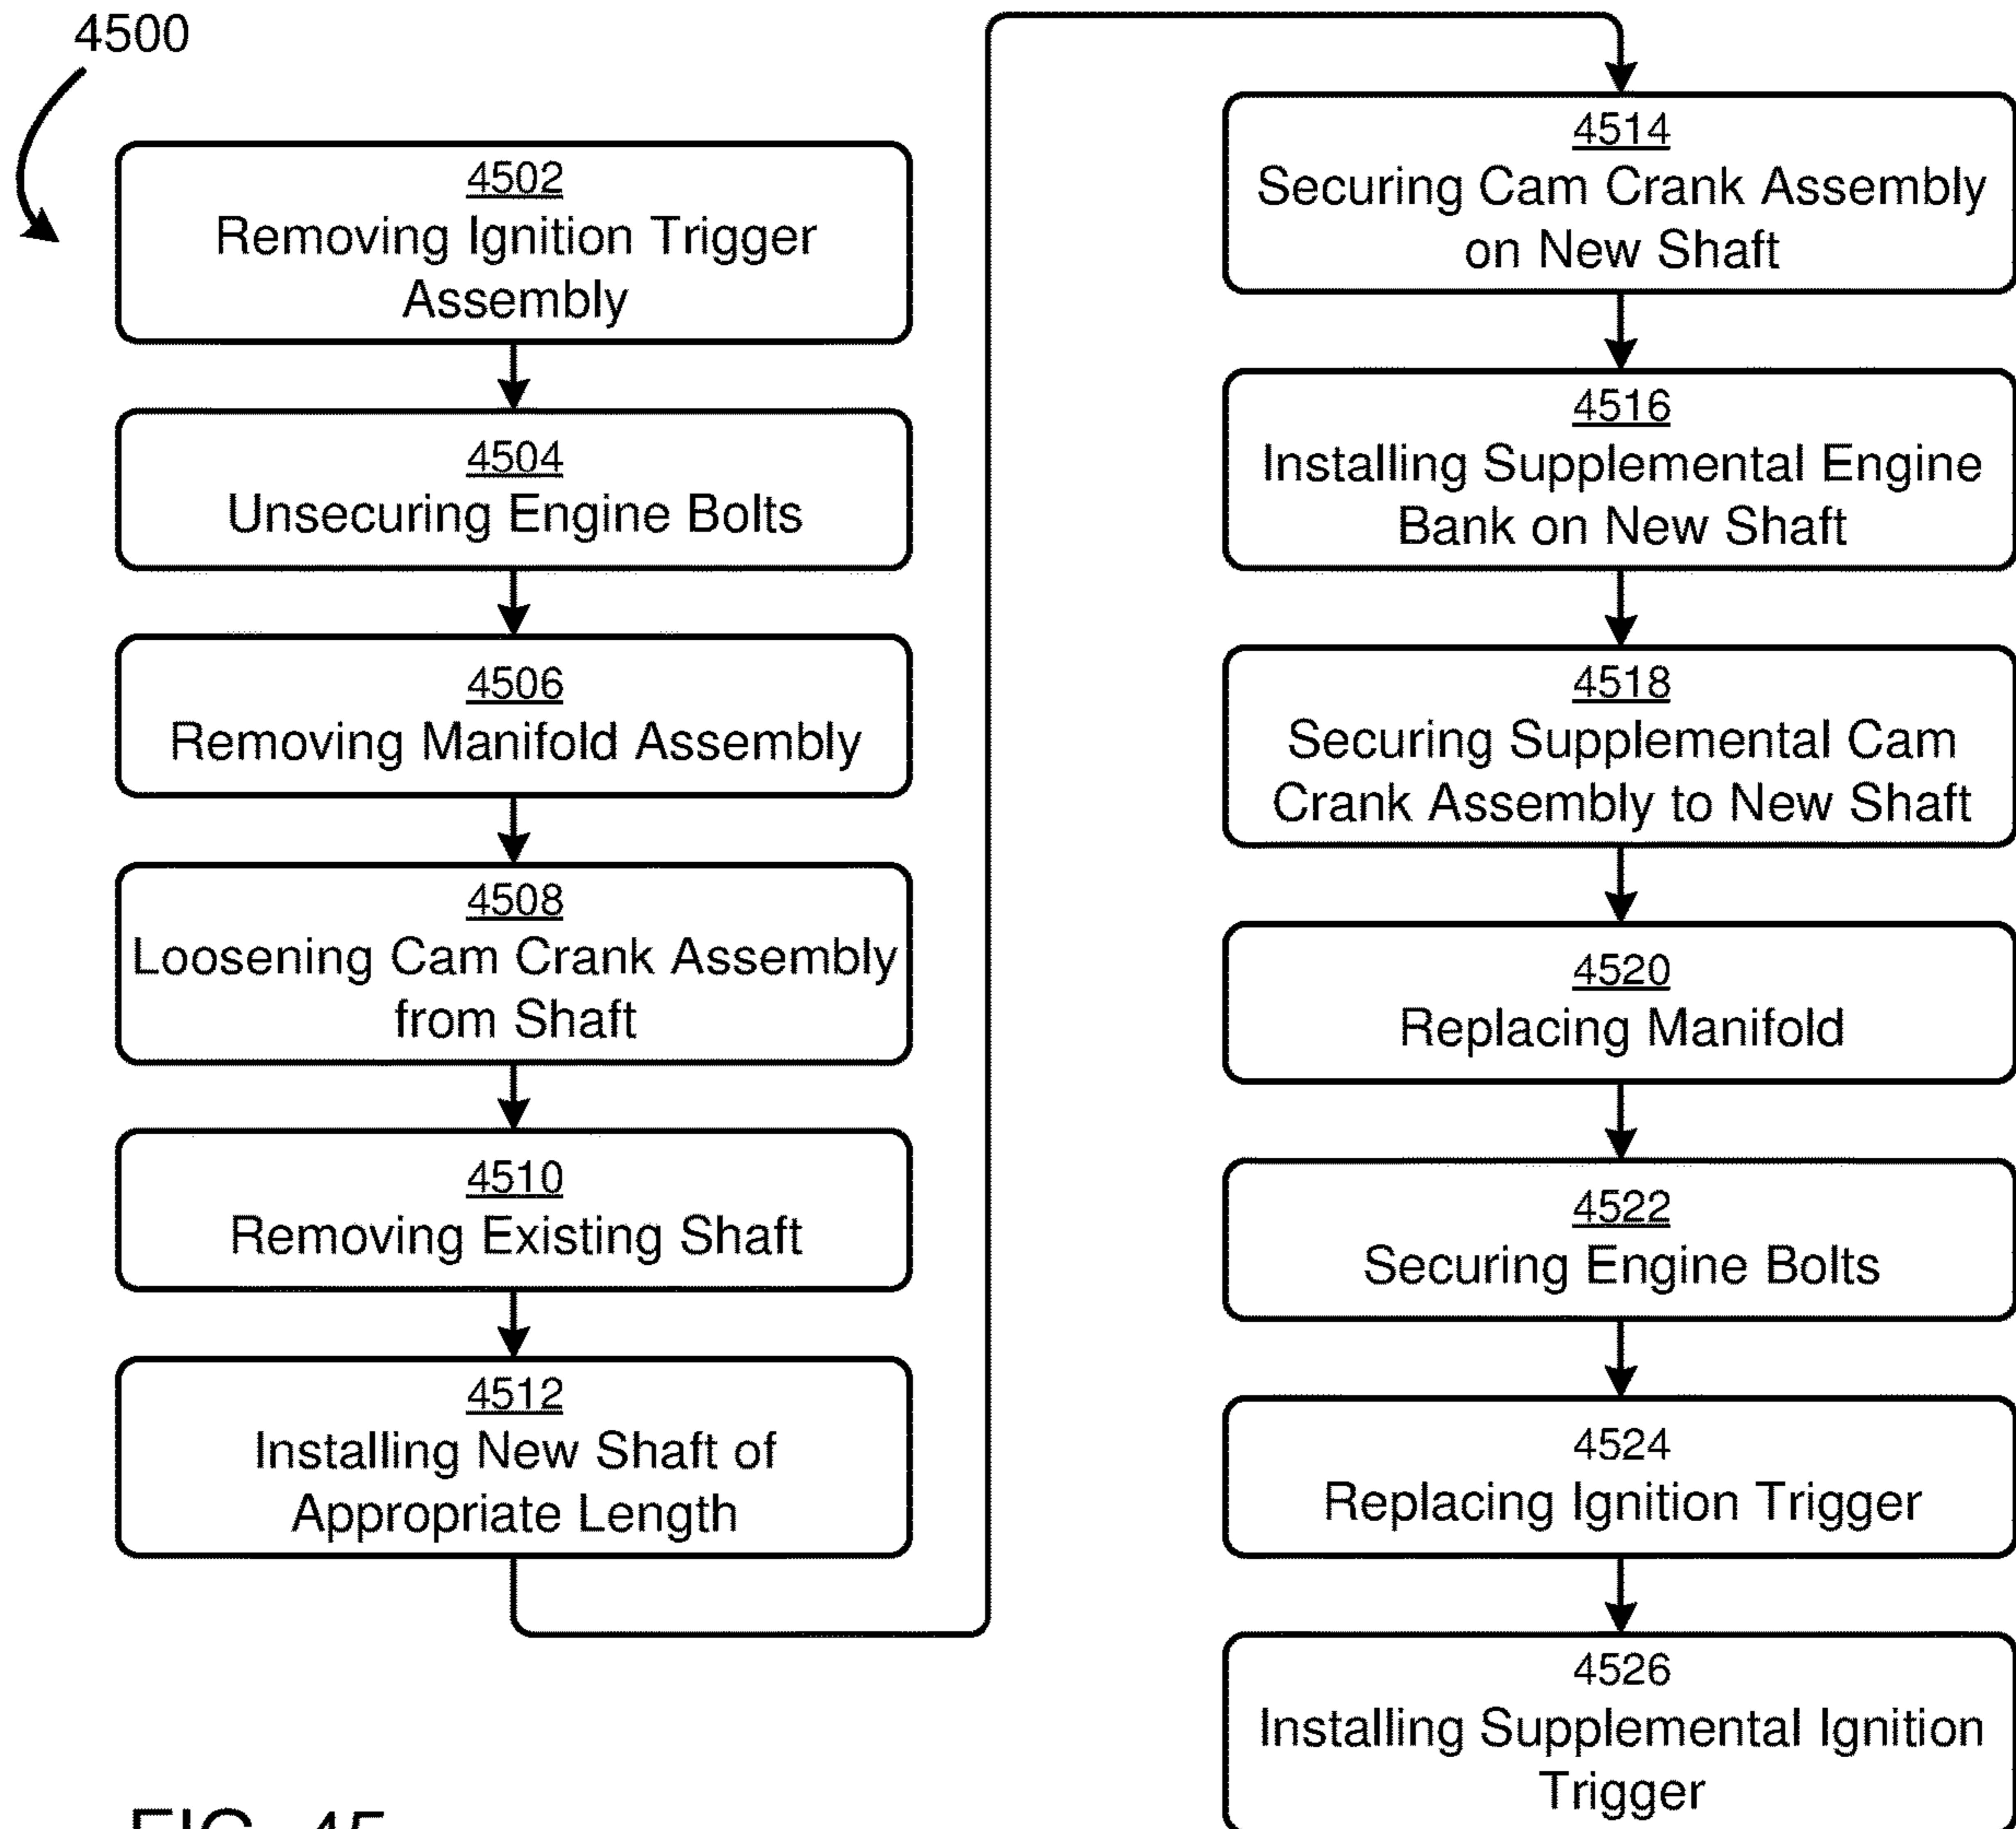 4500
4502
Removing Ignition Trigger
Assembly
4504
Unsecuring Engine Bolts
4506
Removing Manifold Assembly
4508
Loosening Cam Crank Assembly
from Shaft
4510
Removing Existing Shaft
4512
Installing New Shaft of
Appropriate Length
4514
Securing Cam Crank Assembly
on New Shaft
4516
Installing Supplemental Engine
Bank on New Shaft
4518
Securing Supplemental Cam
Crank Assembly to New Shaft
4520
Replacing Manifold
4522
Securing Engine Bolts
4524
Replacing Ignition Trigger
4526
Installing Supplemental Ignition
Trigger
FIG. 45